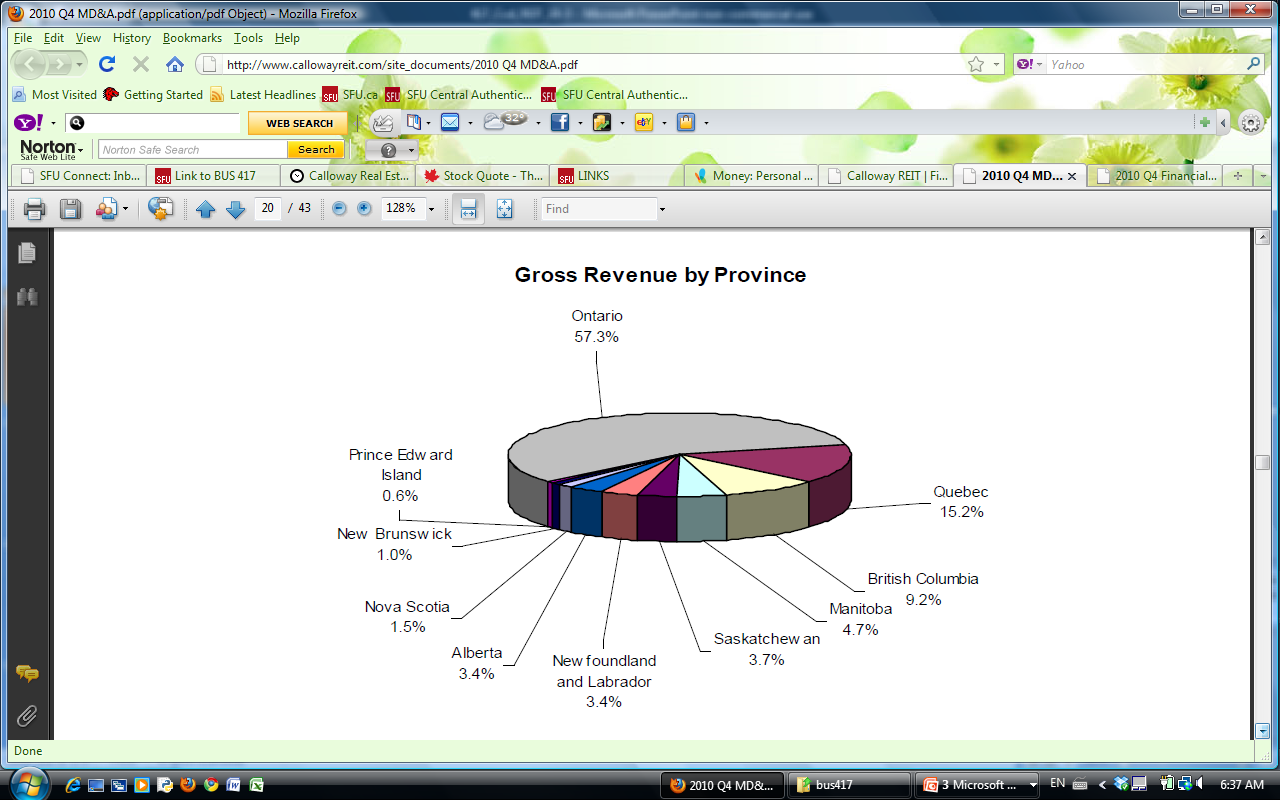 2010 Q4 MD&A.pdf (application/pdf Object) - Mozilla Firefox
File Edit View History Bookmarks Tools Help
http://www.callowayreit.com/site_documents/2010 Q4 MD&A.pdf
Yahoo
Most Visited Getting Started Latest Headlines SFU.ca SFU Central Authentic... SFU Central Authentic...
Y! WEB SEARCH 32° eBY
Norton Safe Web Lite Norton Safe Search Search
SFU Connect: Inb... Link to BUS 417 Calloway Real Est... Stock Quote - Th... LINKS Money: Personal ... Calloway REIT | Fi... 2010 Q4 MD... 2010 Q4 Financial...
20 / 43 128% Find
Gross Revenue by Province
Ontario
57.3%
Prince Edw ard
Island
0.6%
New Brunsw ick
1.0%
Nova Scotia
1.5%
Alberta
3.4%
New foundland
and Labrador
3.4%
Saskatchew an
3.7%
Manitoba
4.7%
British Columbia
9.2%
Quebec
15.2%
Done
2010 Q4 MD&... bus417 3 Microsoft ... EN 6:37 AM